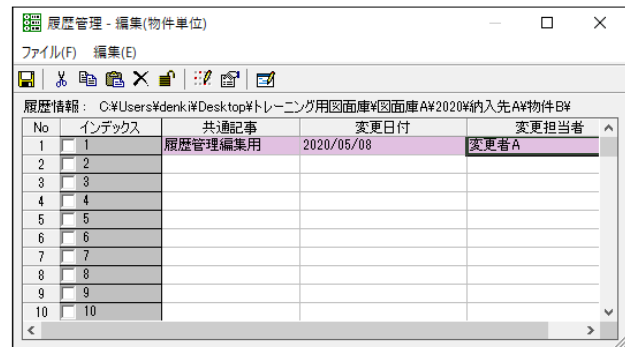 履歴管理 - 編集(物件単位)
ファイル(F) 編集(E)
履歴情報： C:¥Users¥denki¥Desktop¥トレーニング用図面庫¥図面庫A¥2020¥納入先A¥物件B¥
No インデックス 共通記事 変更日付 変更担当者
1 1 履歴管理編集用 2020/05/08 変更者A
2 2
3 3
4 4
5 5
6 6
7 7
8 8
9 9
10 10